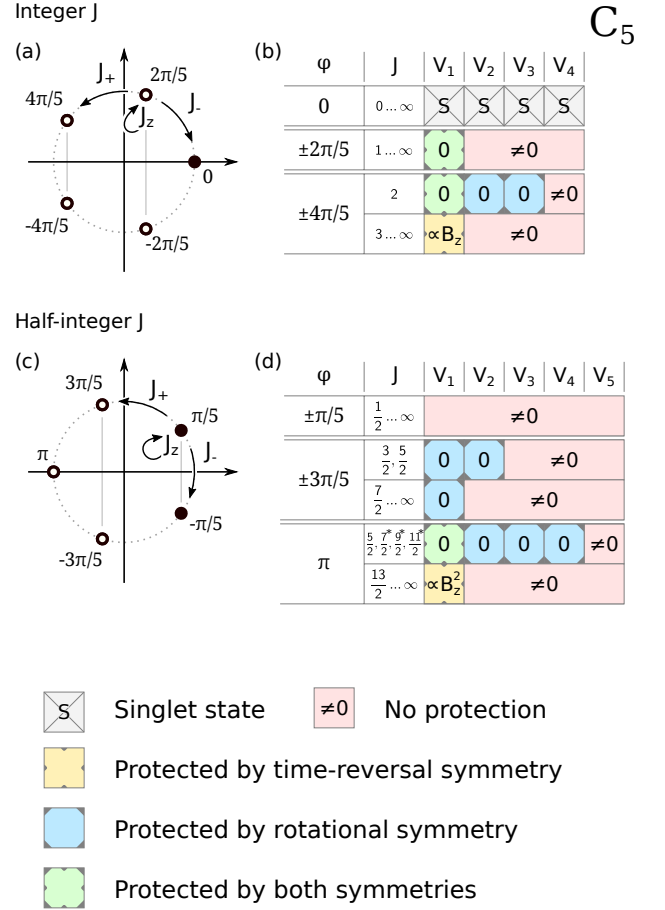 Integer J
C₅
(a)
J₊
2π/5
4π/5
J₋
J_z
0
-4π/5
-2π/5
(b)
φ J V₁ V₂ V₃ V₄
0 0 ... ∞ S S S S
±2π/5 1 ... ∞ 0 ≠0
±4π/5 2 0 0 0 ≠0
3 ... ∞ ∝B_z ≠0
Half-integer J
(c)
3π/5
J₊
π/5
π
J_z
J₋
-π/5
-3π/5
(d)
φ J V₁ V₂ V₃ V₄ V₅
±π/5 1/2 ... ∞ ≠0
±3π/5 3/2, 5/2 0 0 ≠0
7/2 ... ∞ 0 ≠0
π 5/2, 7/2*, 9/2*, 11/2* 0 0 0 0 ≠0
13/2 ... ∞ ∝B_z² ≠0
S Singlet state ≠0 No protection
Protected by time-reversal symmetry
Protected by rotational symmetry
Protected by both symmetries